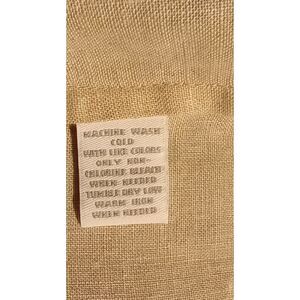 MACHINE WASH
COLD
WITH LIKE COLORS
ONLY NON-
CHLORINE BLEACH
WHEN NEEDED
TUMBLE DRY LOW
WARM IRON
WHEN NEEDED